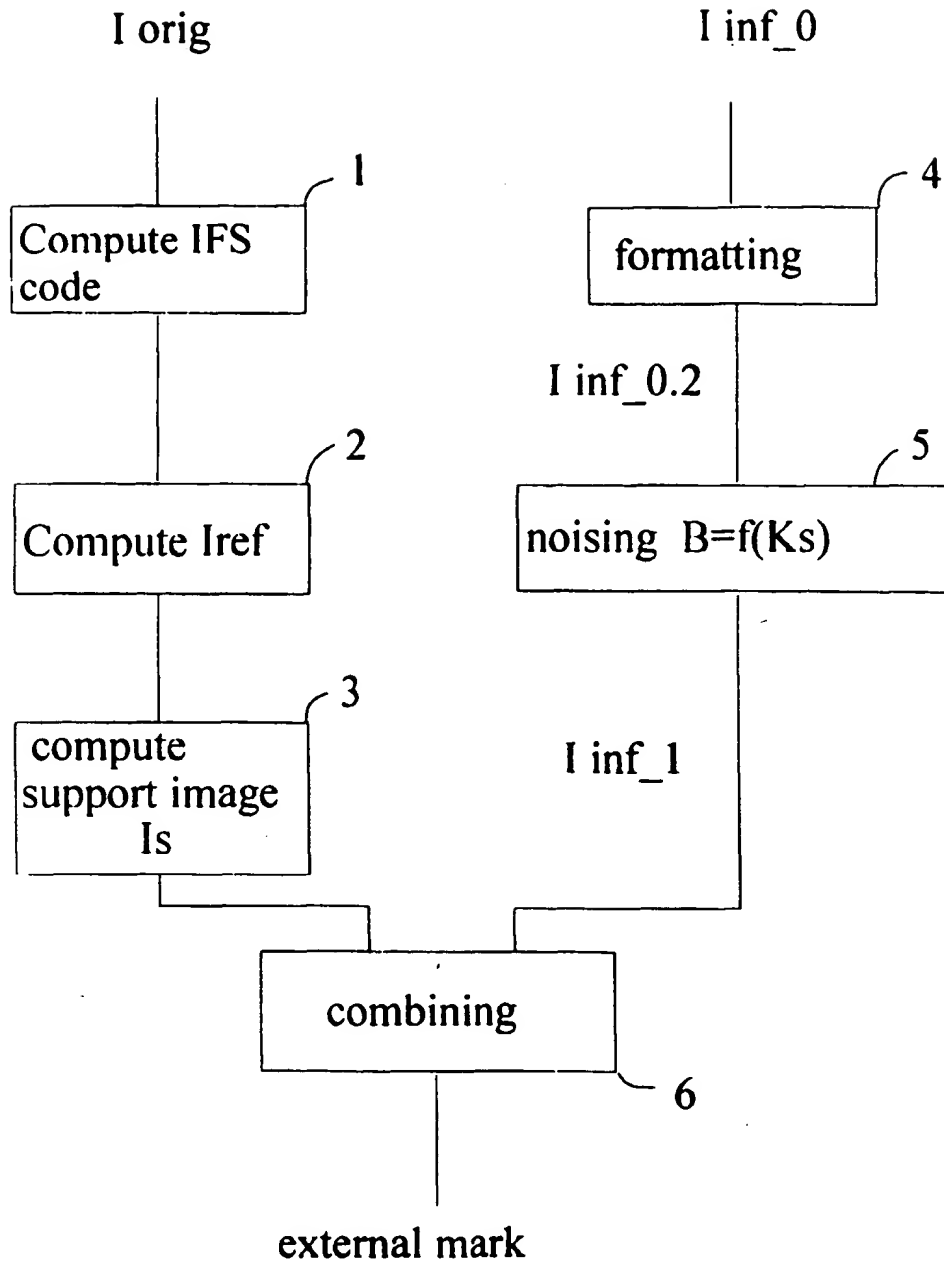 I orig
I inf_0
1
4
Compute IFS
code
formatting
I inf_0.2
2
5
Compute Iref
noising B=f(Ks)
3
compute
support image
Is
I inf_1
combining
6
external mark